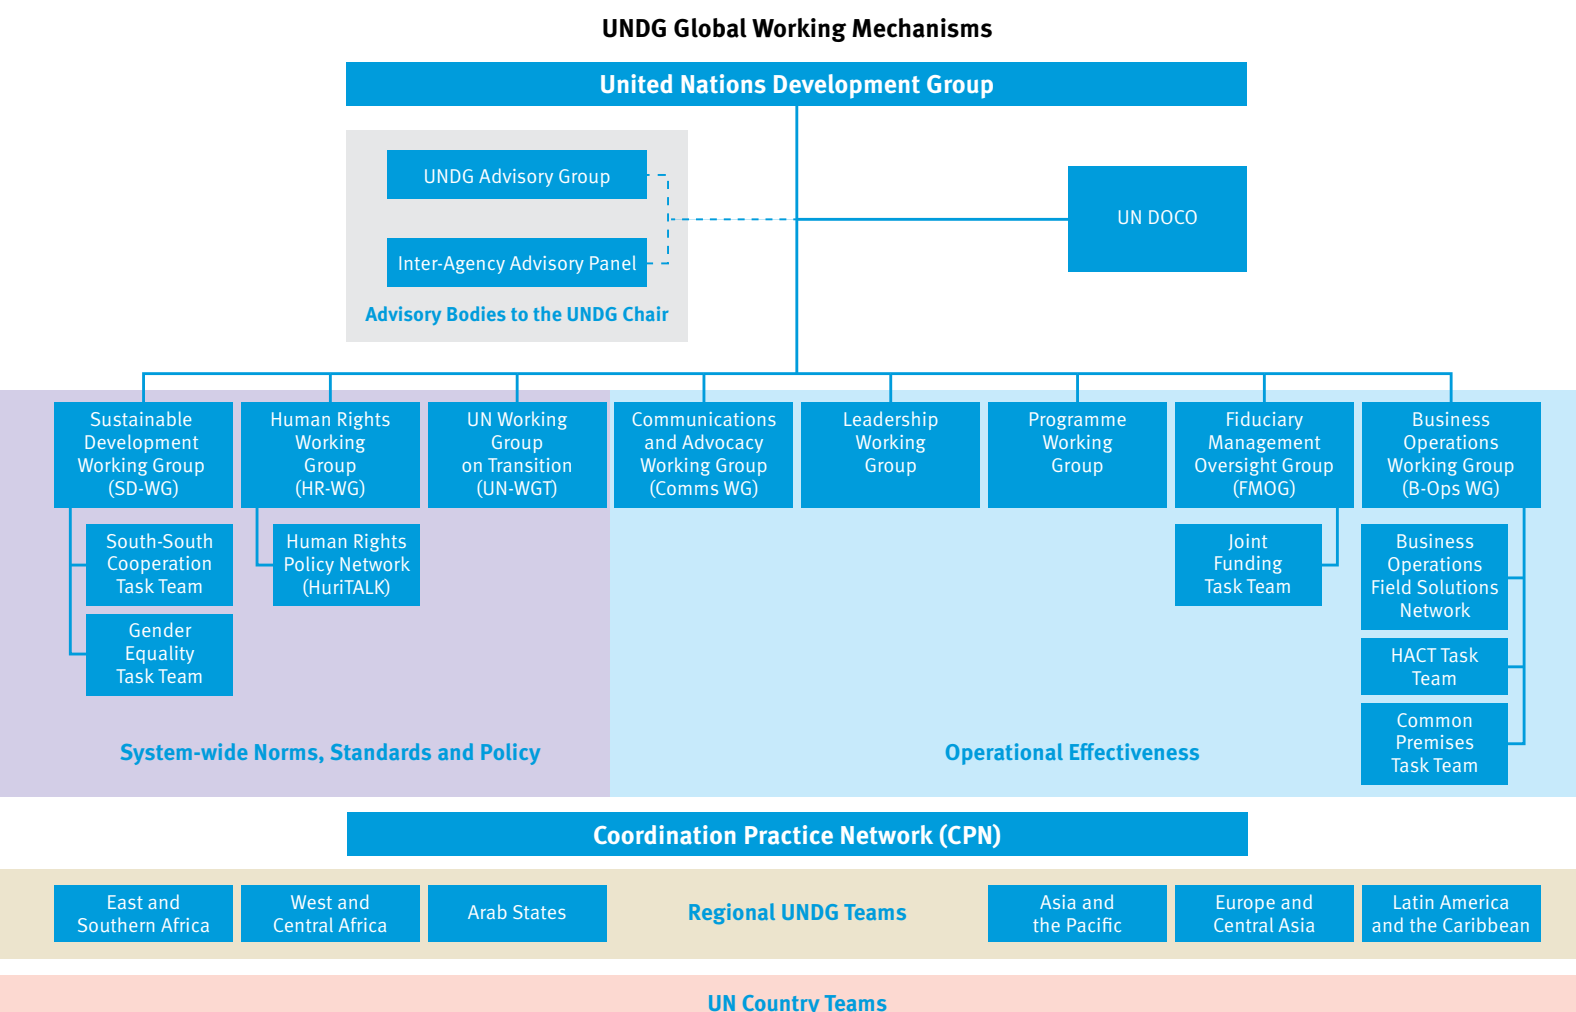 UNDG Global Working Mechanisms
United Nations Development Group
UNDG Advisory Group
Inter-Agency Advisory Panel
Advisory Bodies to the UNDG Chair
UN DOCO
Sustainable
Development
Working Group
(SD-WG)
Human Rights
Working
Group
(HR-WG)
UN Working
Group
on Transition
(UN-WGT)
Communications
and Advocacy
Working Group
(Comms WG)
Leadership
Working
Group
Programme
Working
Group
Fiduciary
Management
Oversight Group
(FMOG)
Business
Operations
Working Group
(B-Ops WG)
South-South
Cooperation
Task Team
Gender
Equality
Task Team
Human Rights
Policy Network
(HuriTALK)
Joint
Funding
Task Team
Business
Operations
Field Solutions
Network
HACT Task
Team
Common
Premises
Task Team
System-wide Norms, Standards and Policy
Operational Effectiveness
Coordination Practice Network (CPN)
East and
Southern Africa
West and
Central Africa
Arab States
Regional UNDG Teams
Asia and
the Pacific
Europe and
Central Asia
Latin America
and the Caribbean
UN Country Teams